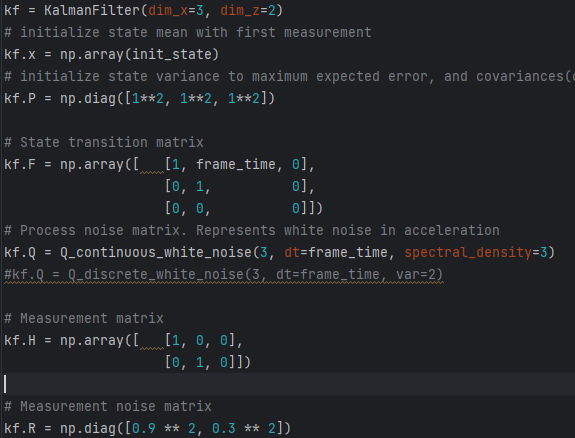 kf = KalmanFilter(dim_x=3, dim_z=2)
# initialize state mean with first measurement
kf.x = np.array(init_state)
# initialize state variance to maximum expected error, and covariances(
kf.P = np.diag([1**2, 1**2, 1**2])
# State transition matrix
kf.F = np.array([   [1, frame_time, 0],
[0, 1,          0],
[0, 0,          0]])
# Process noise matrix. Represents white noise in acceleration
kf.Q = Q_continuous_white_noise(3, dt=frame_time, spectral_density=3)
#kf.Q = Q_discrete_white_noise(3, dt=frame_time, var=2)
# Measurement matrix
kf.H = np.array([   [1, 0, 0],
[0, 1, 0]])
# Measurement noise matrix
kf.R = np.diag([0.9 ** 2, 0.3 ** 2])